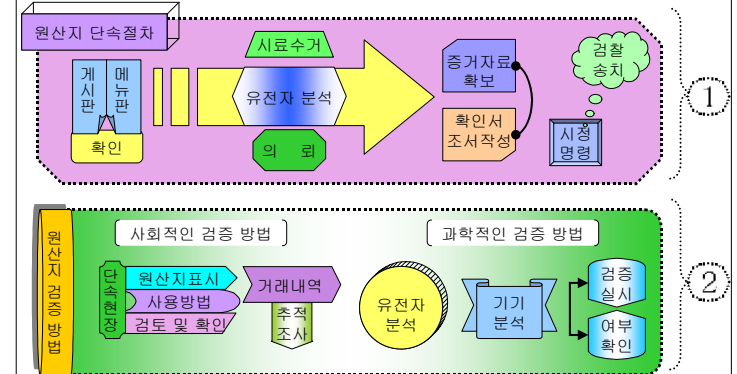 원산지 단속절차
게
시
판
메
뉴
판
확인
시료수거
유전자 분석
의 뢰
증거자료
확보
확인서
조서작성
검찰
송치
시정
명령
1
원
산
지
검
증
방
법
사회적인 검증 방법
단
속
현
장
원산지표시
사용방법
검토 및 확인
거래내역
추적
조사
과학적인 검증 방법
유전자
분석
기기
분석
검증
실시
여부
확인
2